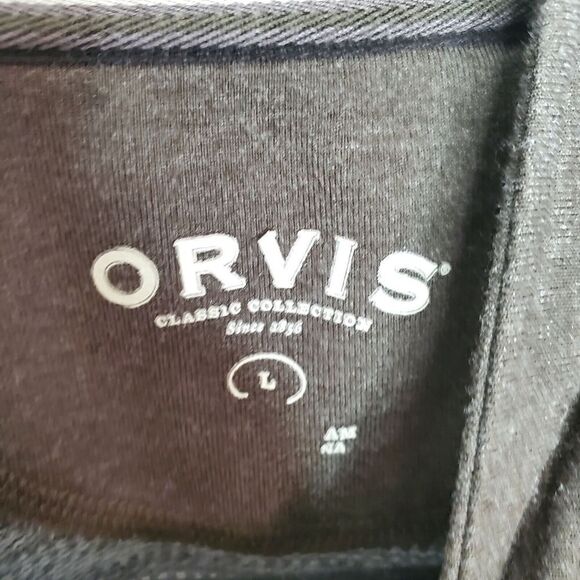 ORVIS®
CLASSIC COLLECTION
Since 1856
L